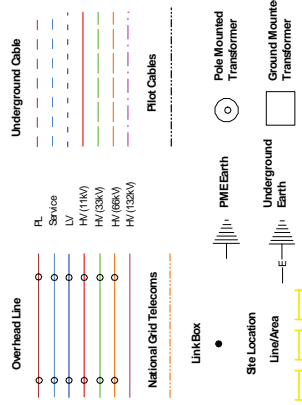 Overhead Line
Underground Cable
PL
Service
LV
HV (11kV)
HV (33kV)
HV (66kV)
HV (132kV)
National Grid Telecoms
Pilot Cables
Link Box
PME Earth
Pole Mounted
Transformer
Site Location
Line/Area
Underground
Earth
E
Ground Mounted
Transformer